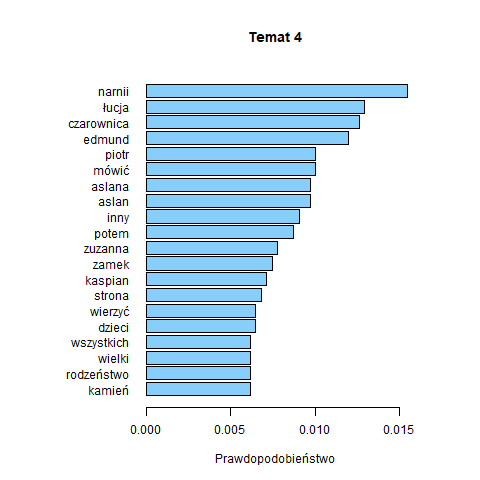 Temat 4
narnii
łucja
czarownica
edmund
piotr
mówić
aslana
aslan
inny
potem
zuzanna
zamek
kaspian
strona
wierzyć
dzieci
wszystkich
wielki
rodzeństwo
kamień
0.000 0.005 0.010 0.015
Prawdopodobieństwo